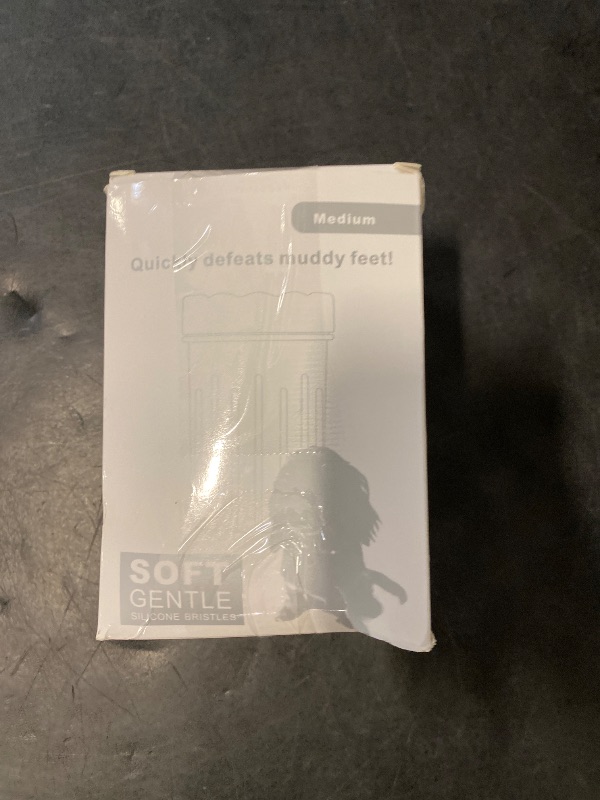 Medium
Quickly defeats muddy feet!
SOFT
GENTLE
SILICONE BRISTLES